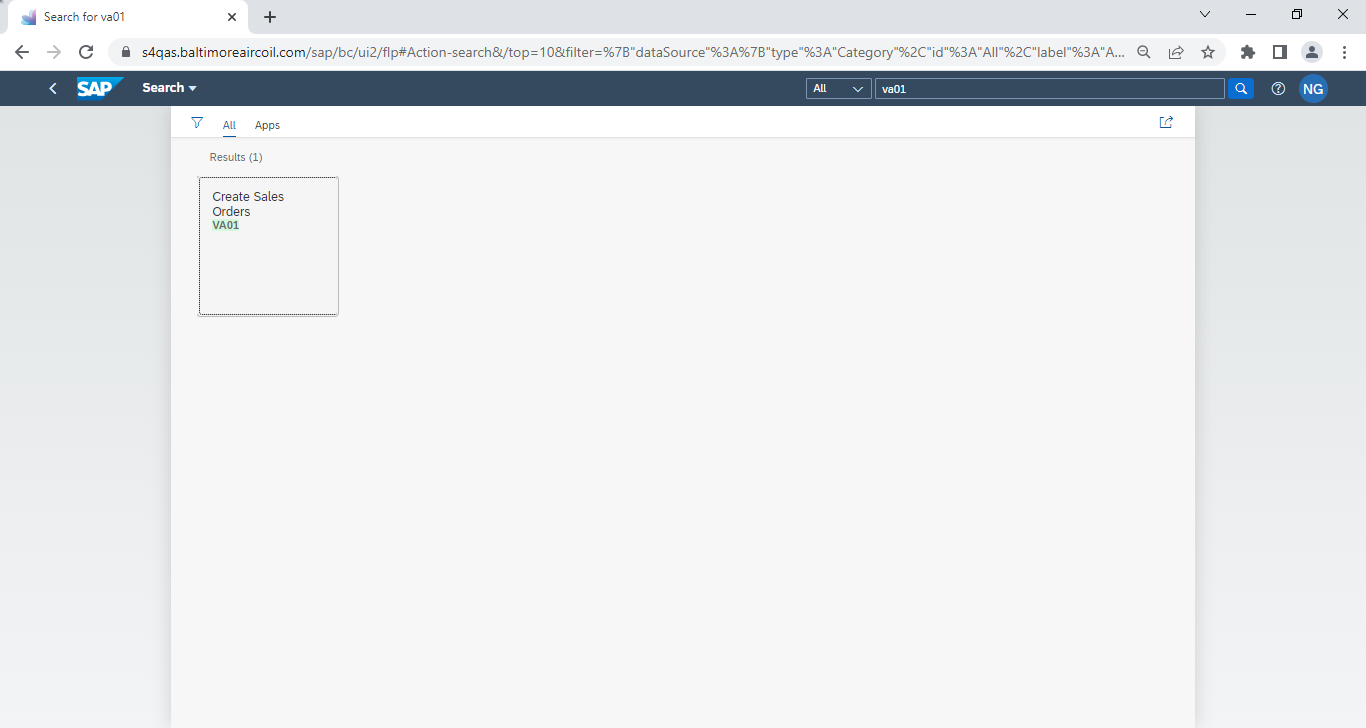 Search for va01
s4qas.baltimoreaircoil.com/sap/bc/ui2/flp#Action-search&/top=10&filter=%7B"dataSource"%3A%7B"type"%3A"Category"%2C"id"%3A"All"%2C"label"%3A"A...
SAP Search All va01 NG
All Apps
Results (1)
Create Sales
Orders
VA01